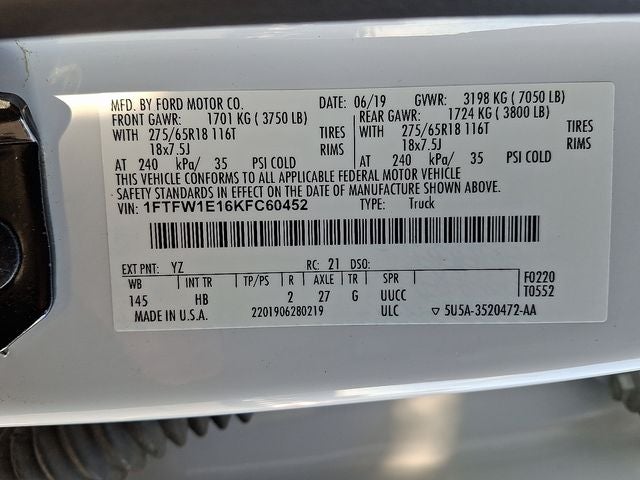 MFD. BY FORD MOTOR CO. DATE: 06/19 GVWR: 3198 KG ( 7050 LB)
FRONT GAWR: 1701 KG ( 3750 LB) REAR GAWR: 1724 KG ( 3800 LB)
WITH 275/65R18 116T TIRES WITH 275/65R18 116T TIRES
18x7.5J RIMS 18x7.5J RIMS
AT 240 kPa/ 35 PSI COLD AT 240 kPa/ 35 PSI COLD
THIS VEHICLE CONFORMS TO ALL APPLICABLE FEDERAL MOTOR VEHICLE
SAFETY STANDARDS IN EFFECT ON THE DATE OF MANUFACTURE SHOWN ABOVE.
VIN: 1FTFW1E16KFC60452 TYPE: Truck
EXT PNT: YZ RC: 21 DSO:
WB INT TR TP/PS R AXLE TR SPR F0220
145 HB 2 27 G UUCC T0552
MADE IN U.S.A. 2201906280219 ULC ▽ 5U5A-3520472-AA